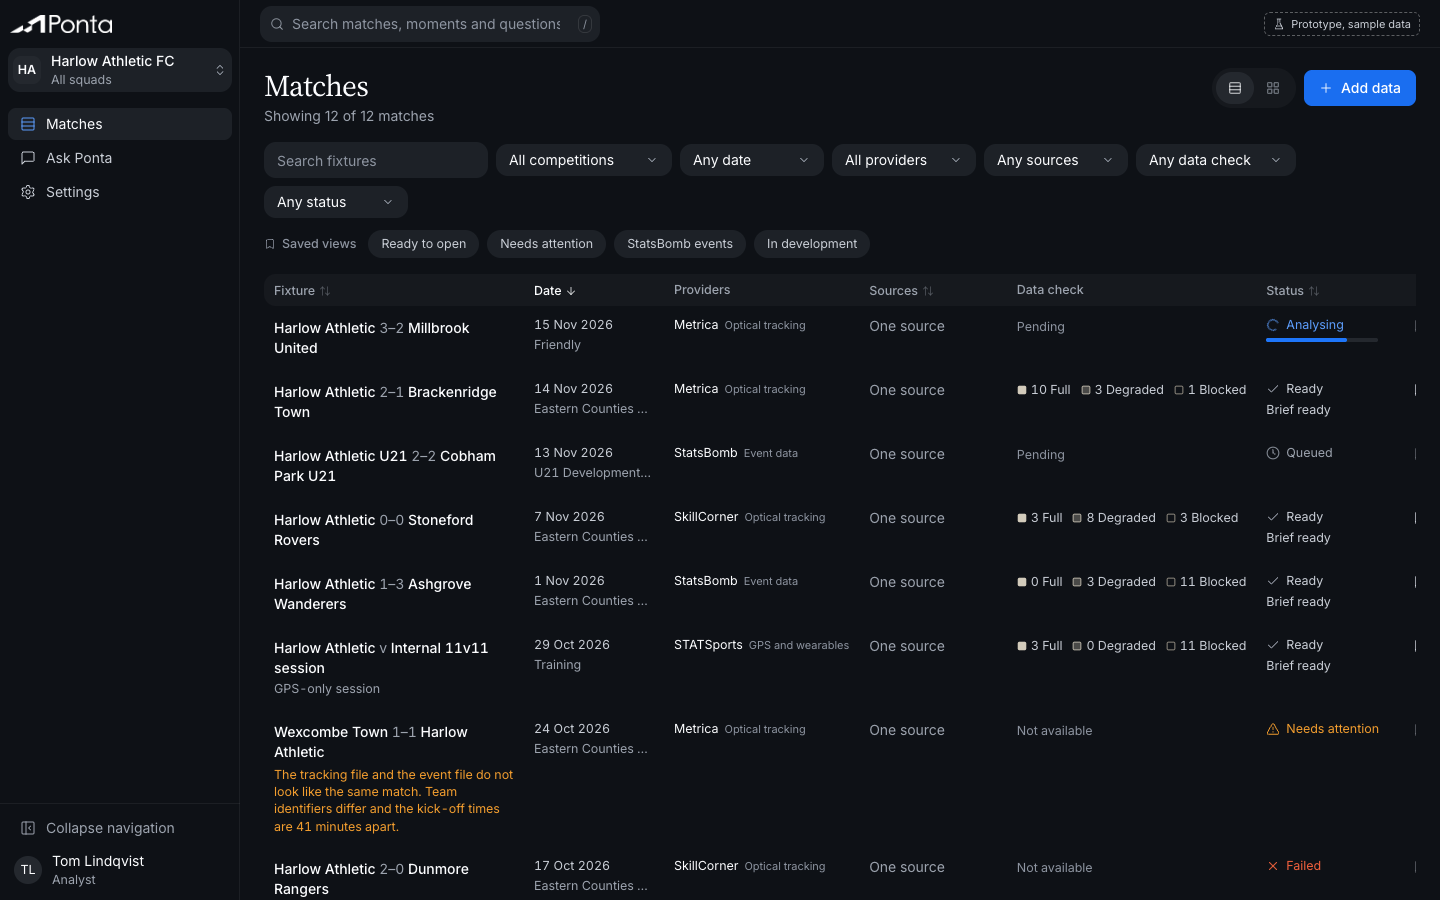 Ponta
Search matches, moments and questions /
Prototype, sample data
HA Harlow Athletic FC
All squads
Matches
Ask Ponta
Settings
Matches
Showing 12 of 12 matches
Add data
Search fixtures All competitions Any date All providers Any sources Any data check
Any status
Saved views Ready to open Needs attention StatsBomb events In development
Fixture Date Providers Sources Data check Status
Harlow Athletic 3–2 Millbrook United
15 Nov 2026
Friendly
Metrica Optical tracking
One source
Pending
Analysing
Harlow Athletic 2–1 Brackenridge Town
14 Nov 2026
Eastern Counties ...
Metrica Optical tracking
One source
10 Full 3 Degraded 1 Blocked
Ready
Brief ready
Harlow Athletic U21 2–2 Cobham Park U21
13 Nov 2026
U21 Development...
StatsBomb Event data
One source
Pending
Queued
Harlow Athletic 0–0 Stoneford Rovers
7 Nov 2026
Eastern Counties ...
SkillCorner Optical tracking
One source
3 Full 8 Degraded 3 Blocked
Ready
Brief ready
Harlow Athletic 1–3 Ashgrove Wanderers
1 Nov 2026
Eastern Counties ...
StatsBomb Event data
One source
0 Full 3 Degraded 11 Blocked
Ready
Brief ready
Harlow Athletic v Internal 11v11 session
GPS-only session
29 Oct 2026
Training
STATSports GPS and wearables
One source
3 Full 0 Degraded 11 Blocked
Ready
Brief ready
Wexcombe Town 1–1 Harlow Athletic
The tracking file and the event file do not
look like the same match. Team
identifiers differ and the kick-off times
are 41 minutes apart.
24 Oct 2026
Eastern Counties ...
Metrica Optical tracking
One source
Not available
Needs attention
Harlow Athletic 2–0 Dunmore Rangers
17 Oct 2026
Eastern Counties ...
SkillCorner Optical tracking
One source
Not available
Failed
Collapse navigation
TL Tom Lindqvist
Analyst